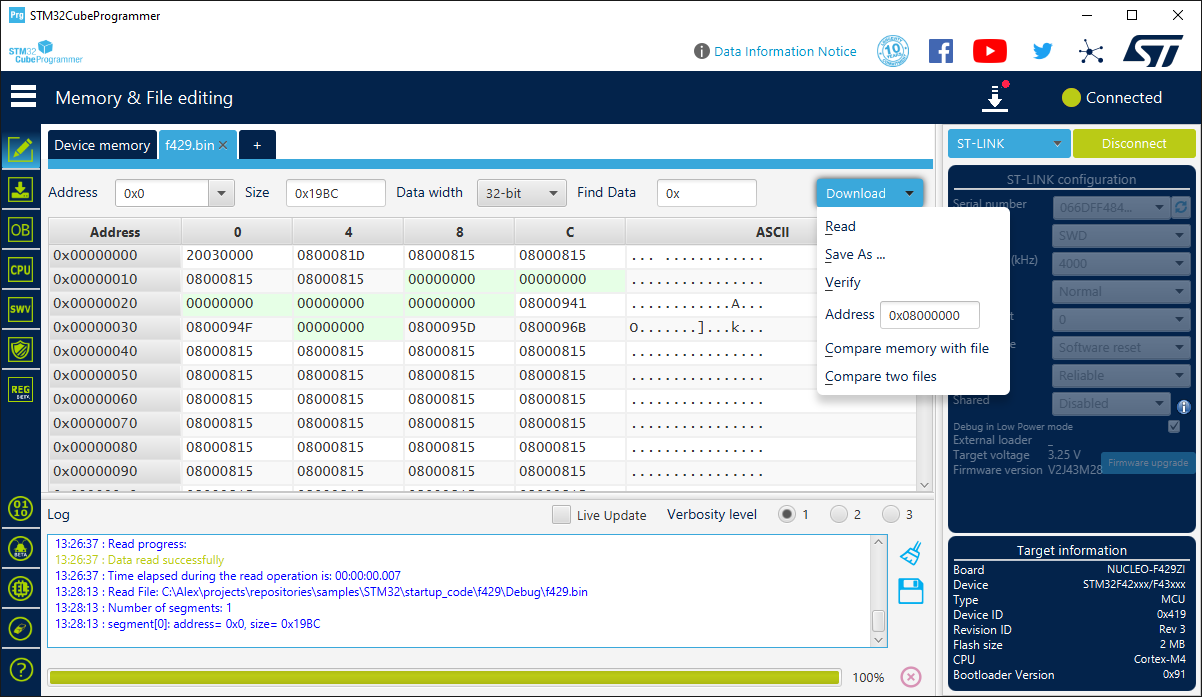 Prg STM32CubeProgrammer
STM32
CubeProgrammer
Data Information Notice
10
Memory & File editing
Connected
Device memory
f429.bin
+
ST-LINK
Disconnect
Address
0x0
Size
0x19BC
Data width
32-bit
Find Data
0x
Download
Read
Save As ...
Verify
Address 0x08000000
Compare memory with file
Compare two files
Address 0 4 8 C ASCII
0x00000000 20030000 0800081D 08000815 08000815 ... ............
0x00000010 08000815 08000815 00000000 00000000 ................
0x00000020 00000000 00000000 00000000 08000941 ............A...
0x00000030 0800094F 00000000 0800095D 0800096B O.......]...k...
0x00000040 08000815 08000815 08000815 08000815 ................
0x00000050 08000815 08000815 08000815 08000815 ................
0x00000060 08000815 08000815 08000815 08000815 ................
0x00000070 08000815 08000815 08000815 08000815 ................
0x00000080 08000815 08000815 08000815 08000815 ................
0x00000090 08000815 08000815 08000815 08000815 ................
OB
CPU
SWV
REG
BETA
01
10
BETA
ST-LINK configuration
Serial number 066DFF484...
SWD
(kHz) 4000
Normal
0
Software reset
Reliable
Shared Disabled
Debug in Low Power mode
External loader _
Target voltage 3.25 V
Firmware version V2J43M28
Firmware upgrade
Log
Live Update
Verbosity level
1
2
3
13:26:37 : Read progress:
13:26:37 : Data read successfully
13:26:37 : Time elapsed during the read operation is: 00:00:00.007
13:28:13 : Read File: C:\Alex\projects\repositories\samples\STM32\startup_code\f429\Debug\f429.bin
13:28:13 : Number of segments: 1
13:28:13 : segment[0]: address= 0x0, size= 0x19BC
100%
Target information
Board NUCLEO-F429ZI
Device STM32F42xxx/F43xxx
Type MCU
Device ID 0x419
Revision ID Rev 3
Flash size 2 MB
CPU Cortex-M4
Bootloader Version 0x91